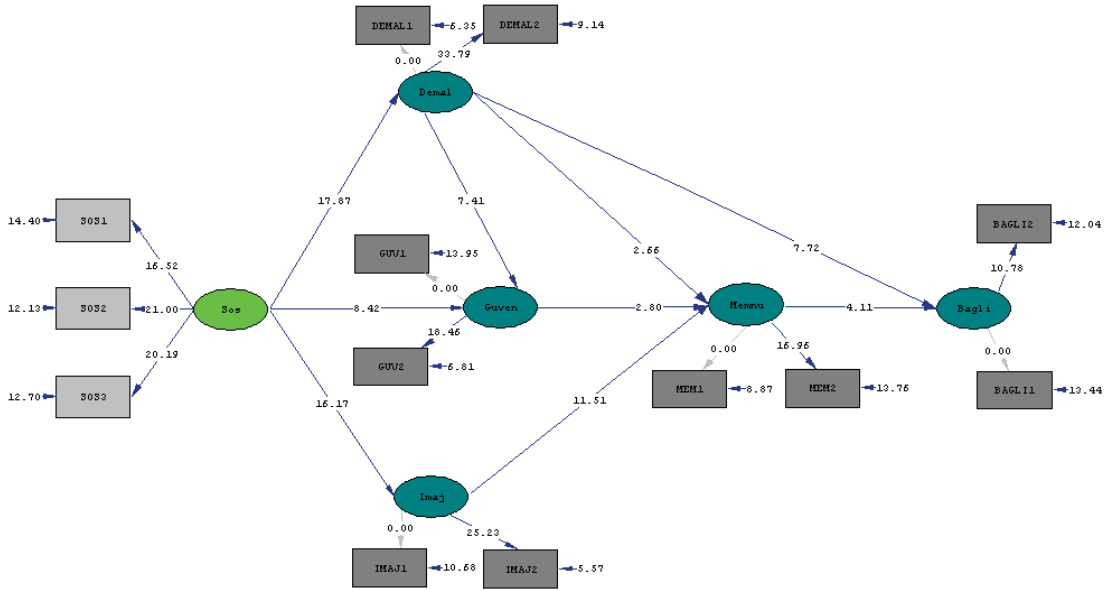 DEMAL1
6.35
DEMAL2
9.14
33.79
0.00
Demal
17.87
7.41
14.40
SOS1
16.52
GUV1
13.95
2.66
7.72
BAGLI2
12.04
10.78
0.00
12.13
SOS2
21.00
Sos
8.42
Guven
2.80
Memnu
4.11
Bagli
18.46
20.19
GUV2
6.81
0.00
16.96
0.00
12.70
SOS3
MEM1
8.87
MEM2
13.76
BAGLI1
13.44
16.17
11.51
Imaj
0.00
25.23
IMAJ1
10.68
IMAJ2
5.57